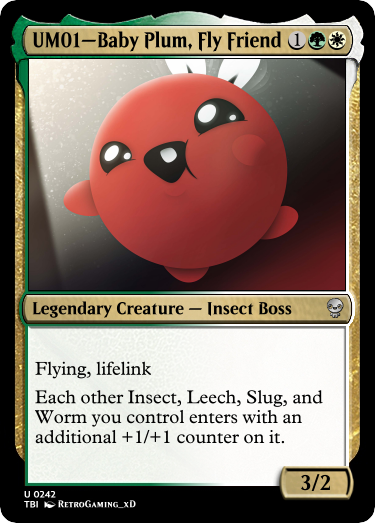 UM01—Baby Plum, Fly Friend 1
Legendary Creature — Insect Boss
Flying, lifelink
Each other Insect, Leech, Slug, and
Worm you control enters with an
additional +1/+1 counter on it.
3/2
U 0242
TBI RetroGaming_xD